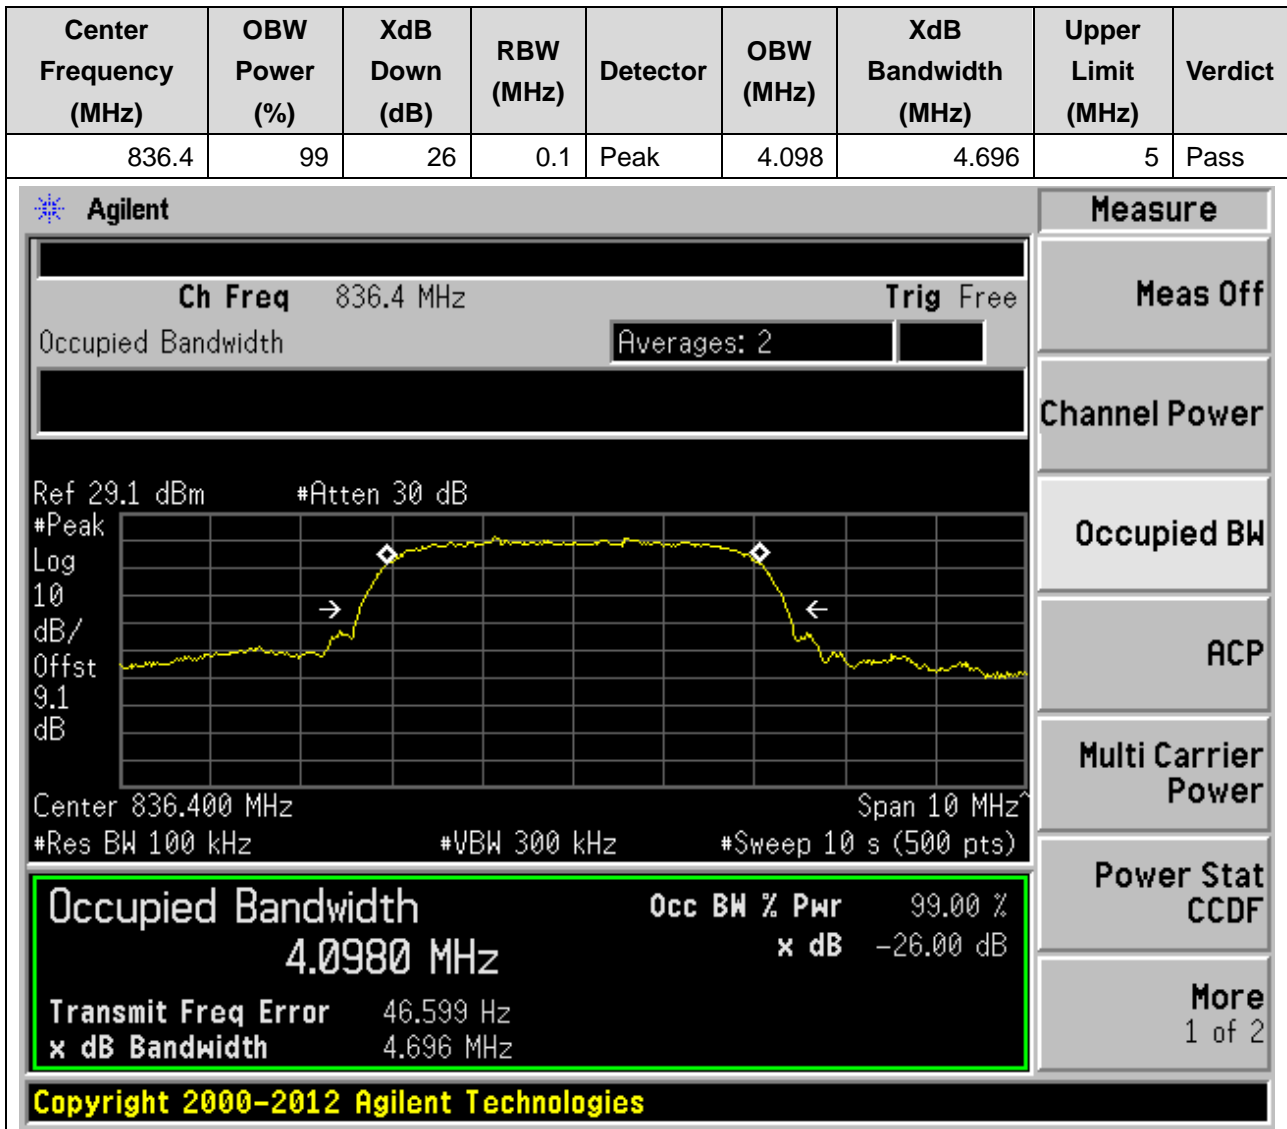 Center Frequency (MHz) OBW Power (%) XdB Down (dB) RBW (MHz) Detector OBW (MHz) XdB Bandwidth (MHz) Upper Limit (MHz) Verdict
836.4 99 26 0.1 Peak 4.098 4.696 5 Pass
Agilent
Measure
Ch Freq 836.4 MHz Trig Free
Occupied Bandwidth Averages: 2
Ref 29.1 dBm #Atten 30 dB
#Peak
Log
10
dB/
Offst
9.1
dB
Center 836.400 MHz Span 10 MHz^
#Res BW 100 kHz #VBW 300 kHz #Sweep 10 s (500 pts)
Occupied Bandwidth Occ BW % Pwr 99.00 %
4.0980 MHz x dB -26.00 dB
Transmit Freq Error 46.599 Hz
x dB Bandwidth 4.696 MHz
Meas Off
Channel Power
Occupied BW
ACP
Multi Carrier
Power
Power Stat
CCDF
More
1 of 2
Copyright 2000-2012 Agilent Technologies